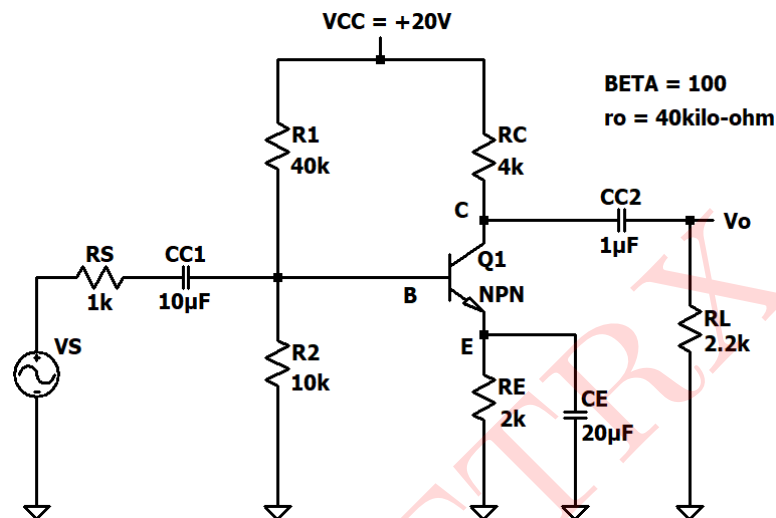 VCC = +20V
BETA = 100
ro = 40kilo-ohm
R1
40k
RC
4k
C
CC2
1µF
Vo
RS
1k
CC1
10µF
B
Q1
NPN
VS
R2
10k
E
RE
2k
CE
20µF
RL
2.2k
TRX